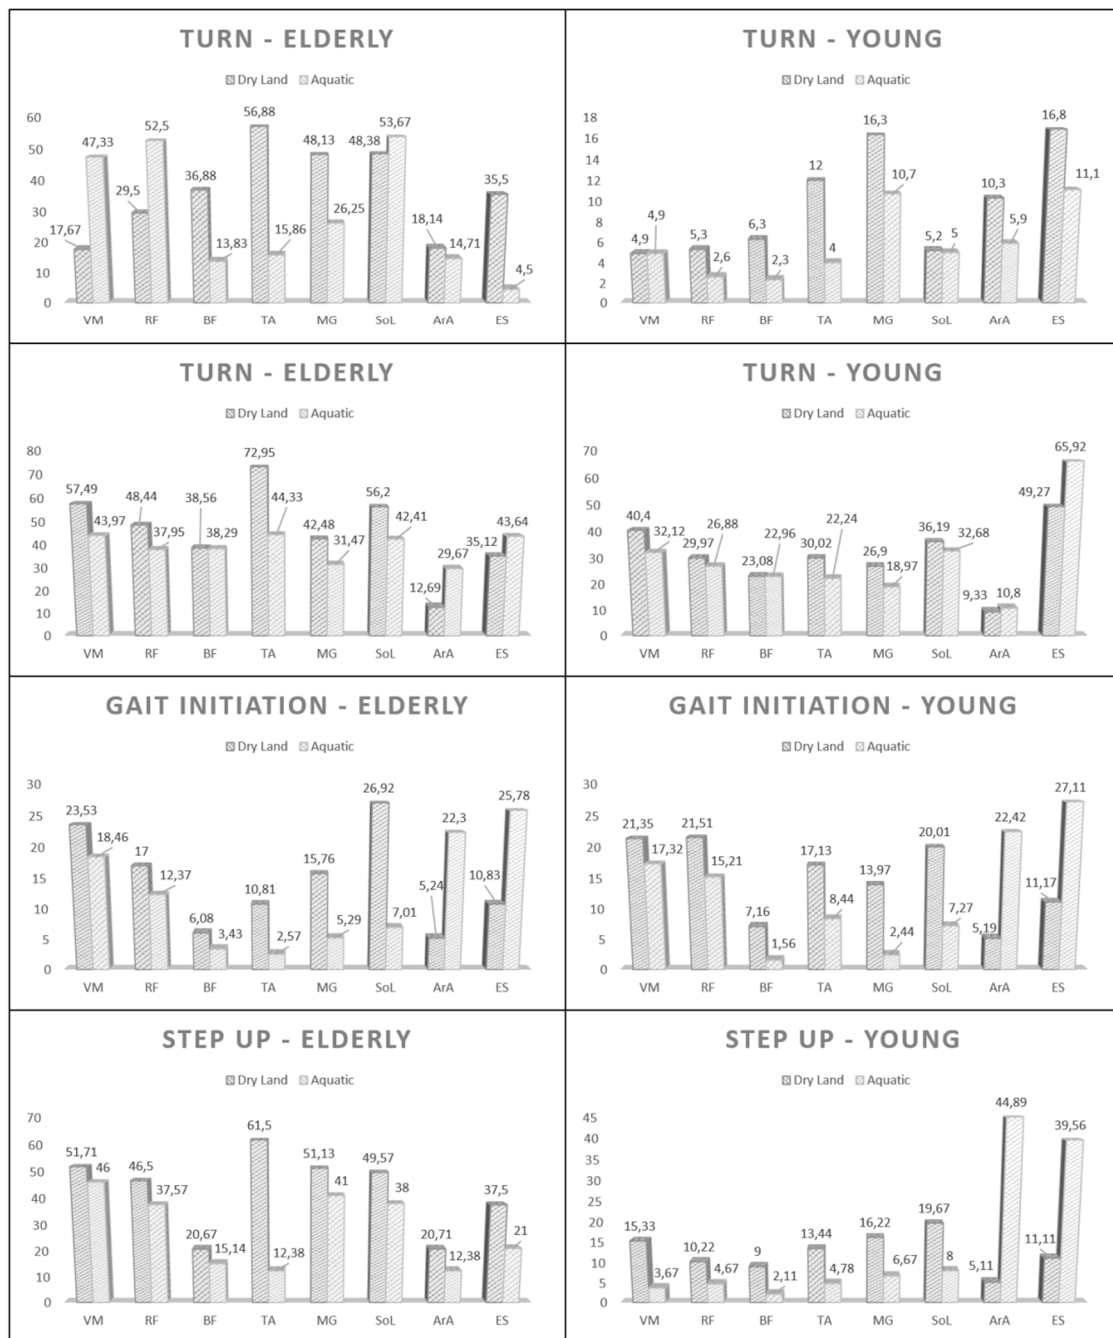 TURN - ELDERLY
Dry Land Aquatic
60
50
40
30
20
10
0
17,67 47,33 29,5 52,5 36,88 13,83 56,88 15,86 48,13 26,25 48,38 53,67 18,14 14,71 35,5 4,5
VM RF BF TA MG SoL ArA ES
TURN - YOUNG
Dry Land Aquatic
18
16
14
12
10
8
6
4
2
0
4,9 4,9 5,3 2,6 6,3 2,3 12 4 16,3 10,7 5,2 5 10,3 5,9 16,8 11,1
VM RF BF TA MG SoL ArA ES
TURN - ELDERLY
Dry Land Aquatic
80
70
60
50
40
30
20
10
0
57,49 43,97 48,44 37,95 38,56 38,29 72,95 44,33 42,48 31,47 56,2 42,41 12,69 29,67 35,12 43,64
VM RF BF TA MG SoL ArA ES
TURN - YOUNG
Dry Land Aquatic
70
60
50
40
30
20
10
0
40,4 32,12 29,97 26,88 23,08 22,96 30,02 22,24 26,9 18,97 36,19 32,68 9,33 10,8 49,27 65,92
VM RF BF TA MG SoL ArA ES
GAIT INITIATION - ELDERLY
Dry Land Aquatic
30
25
20
15
10
5
0
23,53 18,46 17 12,37 6,08 3,43 10,81 2,57 15,76 5,29 26,92 7,01 5,24 22,3 10,83 25,78
VM RF BF TA MG SoL ArA ES
GAIT INITIATION - YOUNG
Dry Land Aquatic
30
25
20
15
10
5
0
21,35 17,32 21,51 15,21 7,16 1,56 17,13 8,44 13,97 2,44 20,01 7,27 5,19 22,42 11,17 27,11
VM RF BF TA MG SoL ArA ES
STEP UP - ELDERLY
Dry Land Aquatic
70
60
50
40
30
20
10
0
51,71 46 46,5 37,57 20,67 15,14 61,5 12,38 51,13 41 49,57 38 20,71 12,38 37,5 21
VM RF BF TA MG SoL ArA ES
STEP UP - YOUNG
Dry Land Aquatic
45
40
35
30
25
20
15
10
5
0
15,33 3,67 10,22 4,67 9 2,11 13,44 4,78 16,22 6,67 19,67 8 5,11 44,89 11,11 39,56
VM RF BF TA MG SoL ArA ES